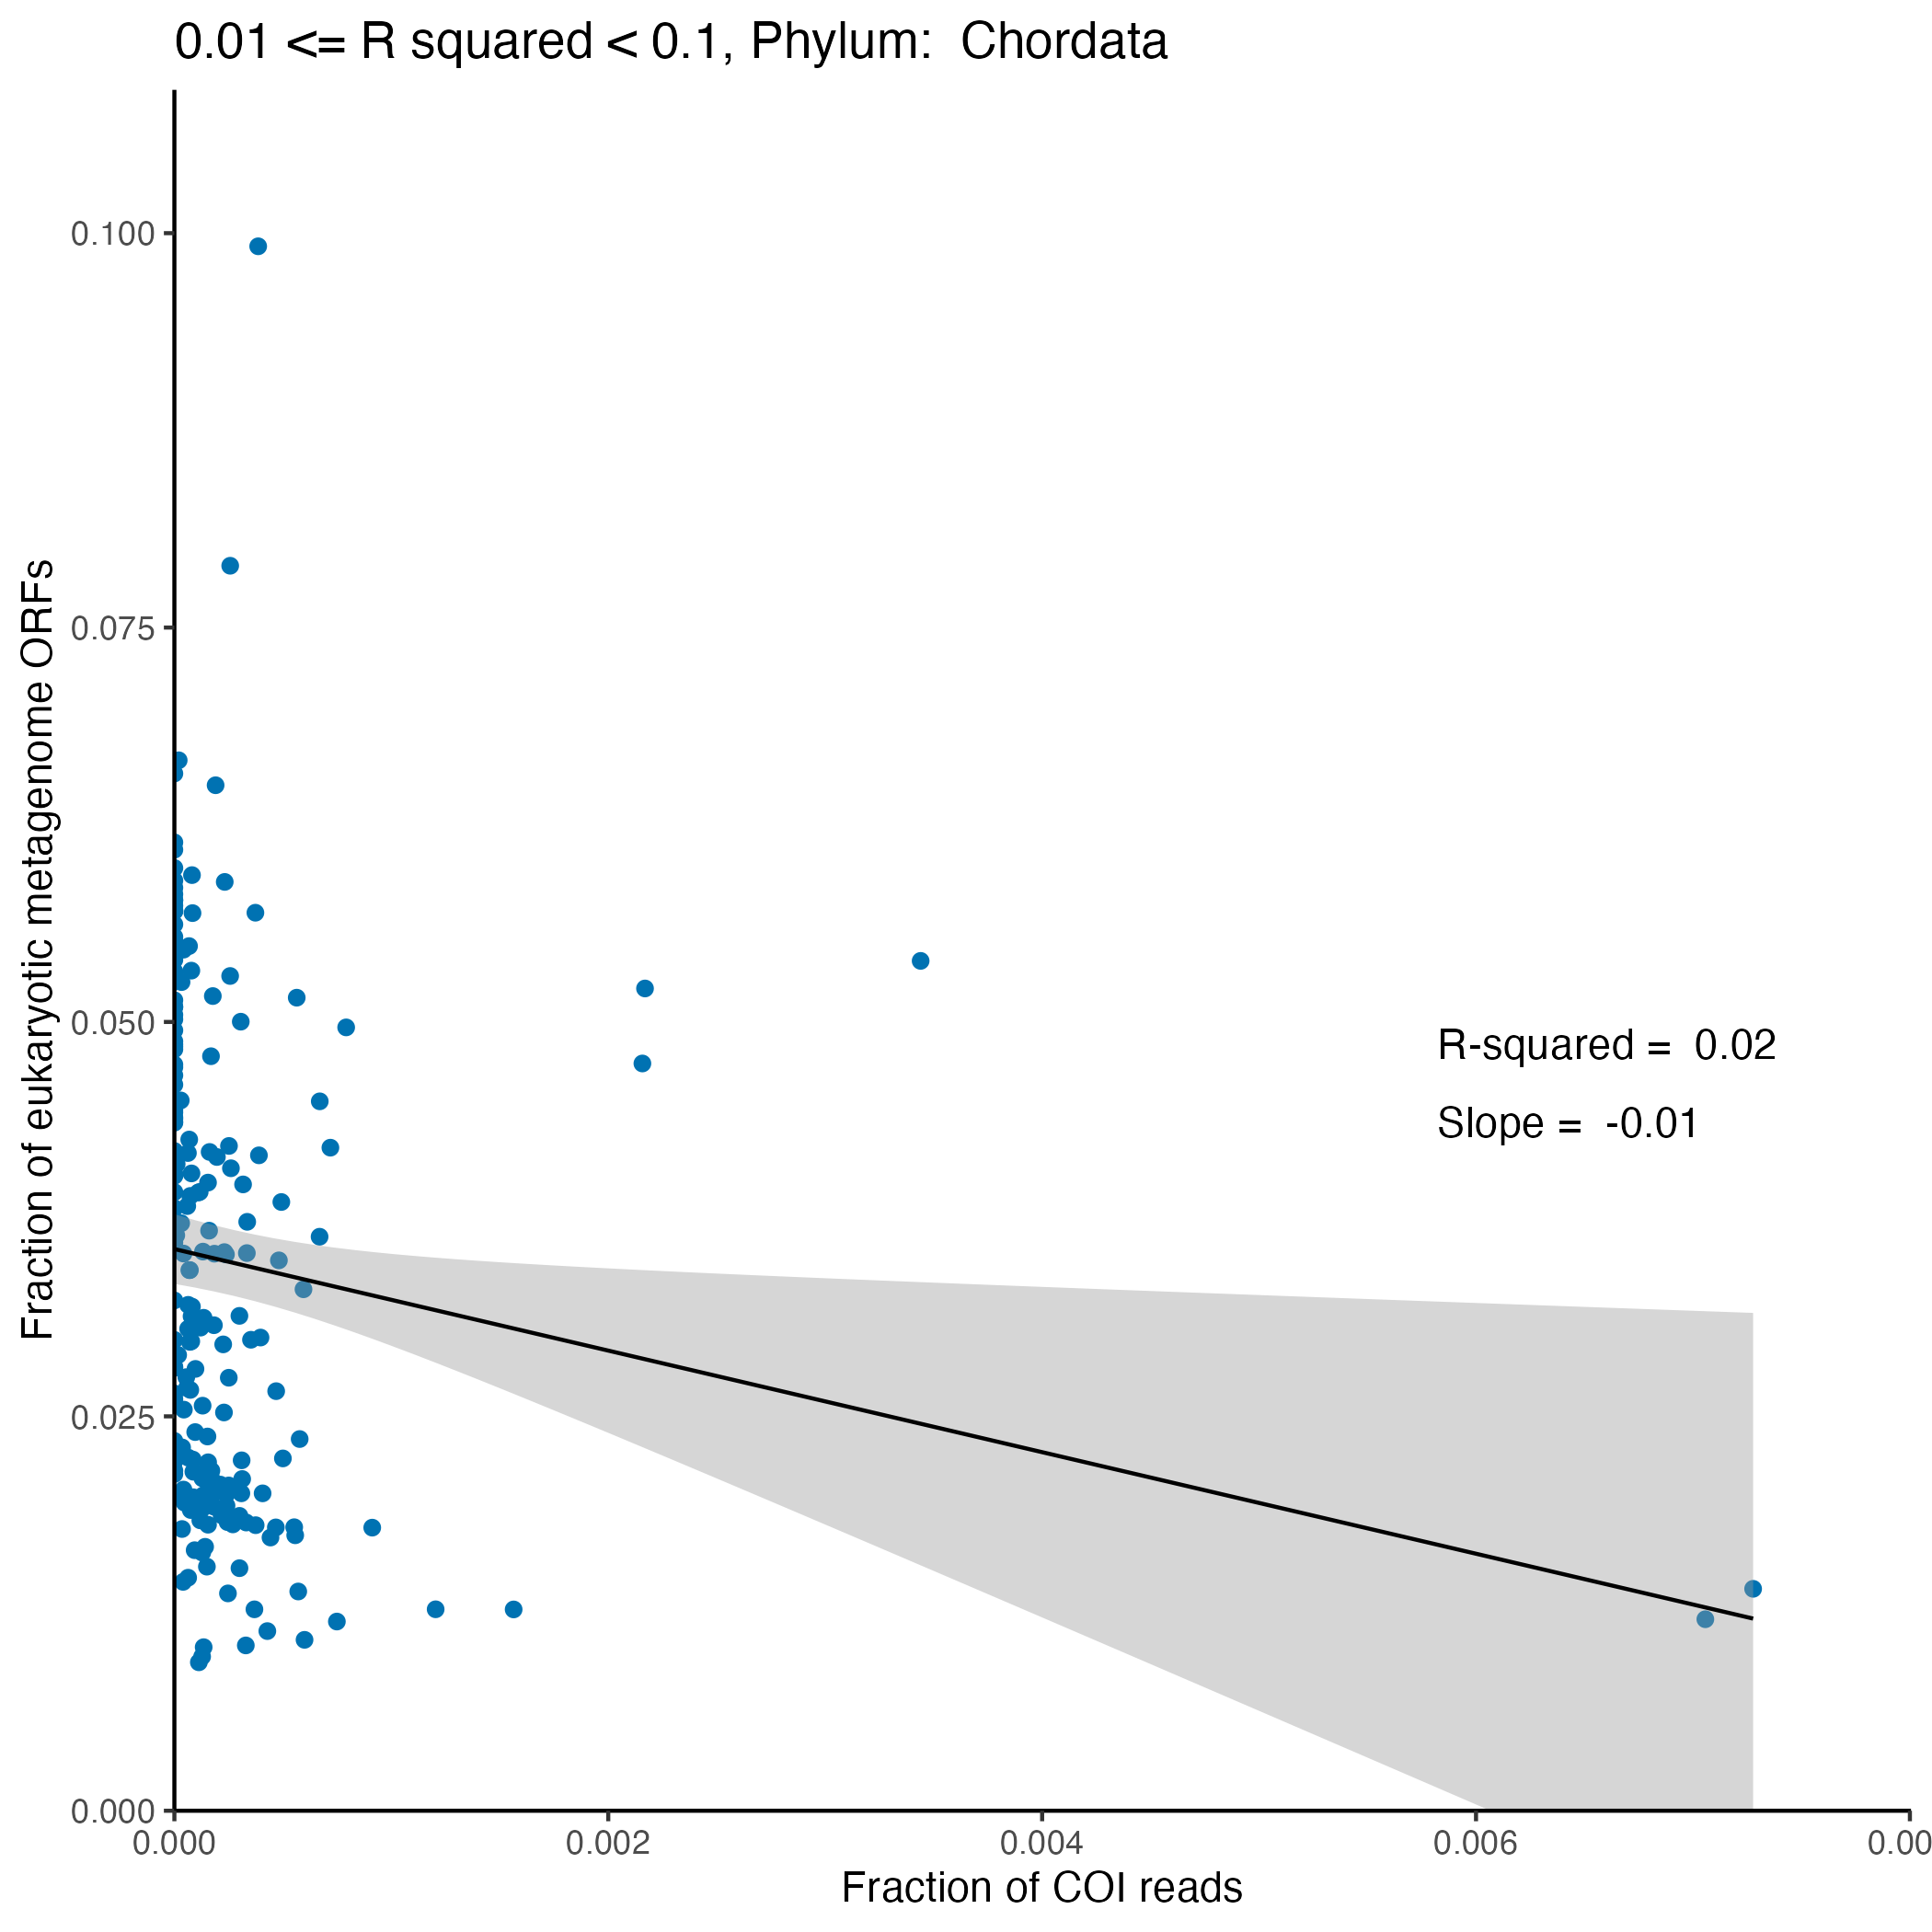 0.01 <= R squared < 0.1, Phylum:  Chordata
Fraction of eukaryotic metagenome ORFs
0.100
0.075
0.050
0.025
0.000
R-squared =  0.02
Slope =  -0.01
0.000 0.002 0.004 0.006 0.00
Fraction of COI reads